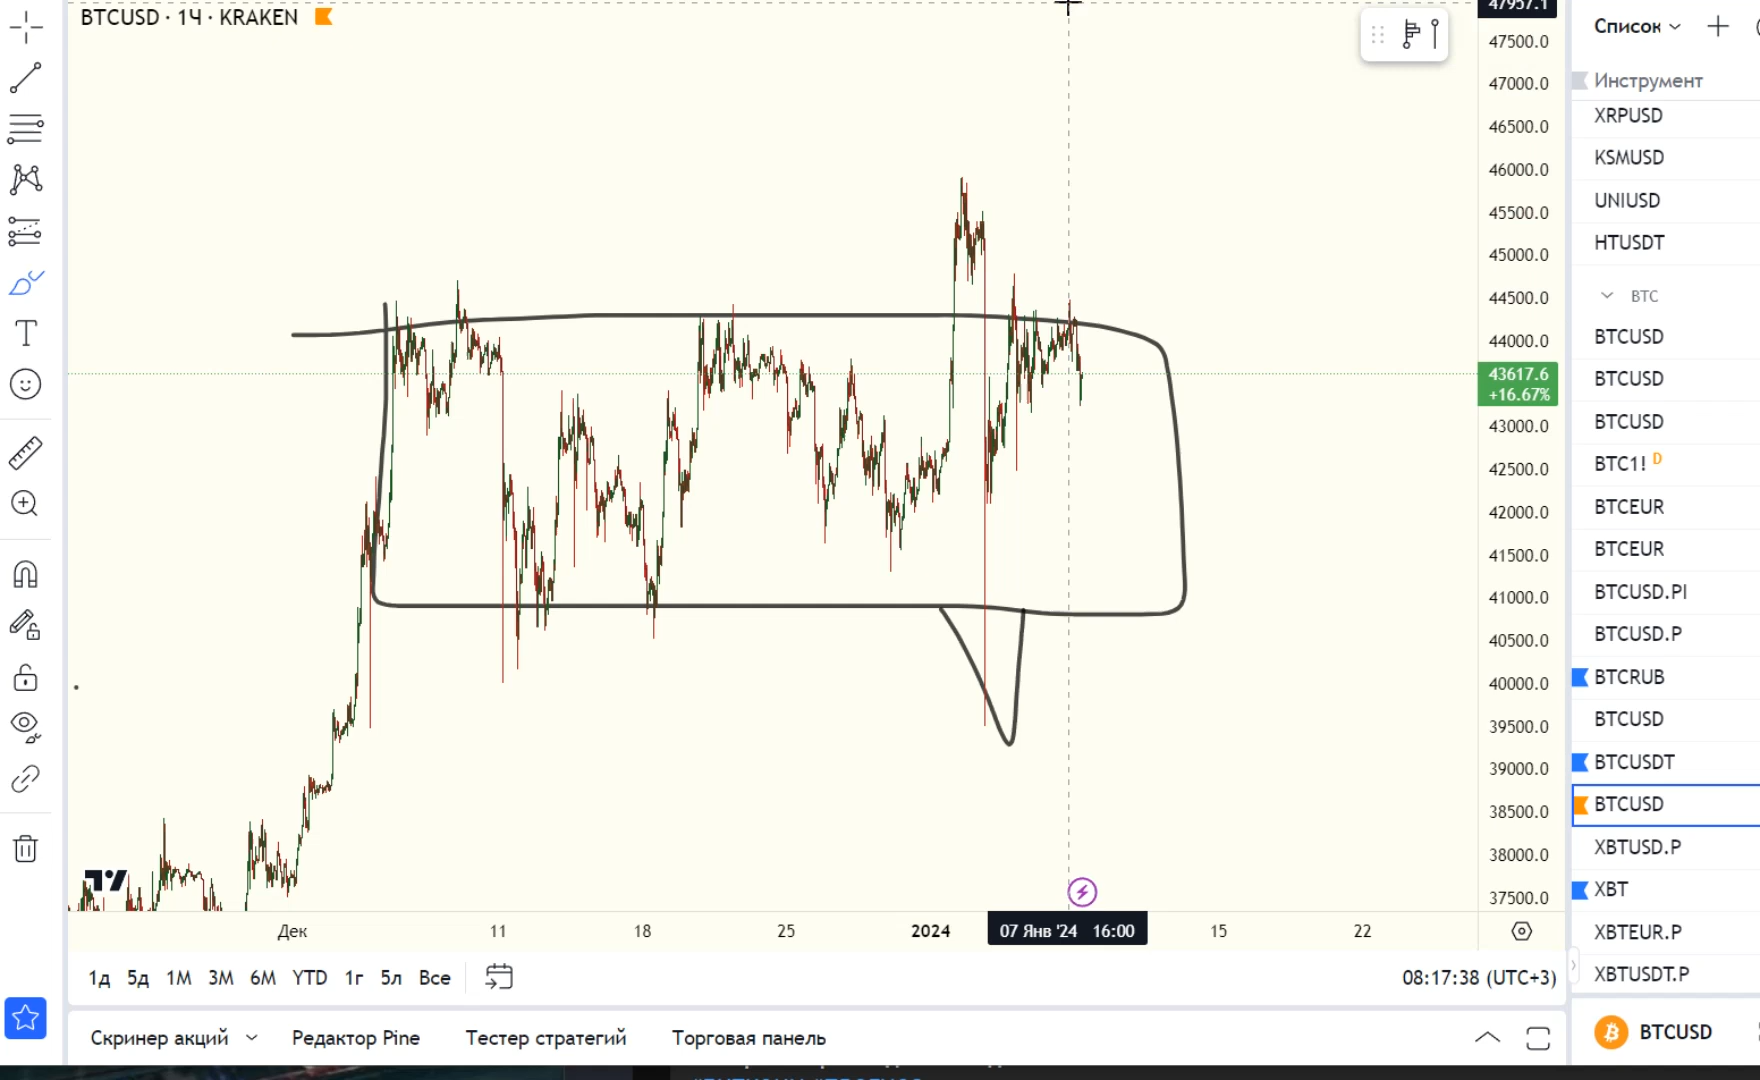 BTCUSD · 1Ч · KRAKEN
47957.1
47500.0
47000.0
46500.0
46000.0
45500.0
45000.0
44500.0
44000.0
43617.6
+16.67%
43000.0
42500.0
42000.0
41500.0
41000.0
40500.0
40000.0
39500.0
39000.0
38500.0
38000.0
37500.0
Дек
11
18
25
2024
07 Янв '24 16:00
15
22
1д 5д 1М 3М 6М YTD 1г 5л Все
08:17:38 (UTC+3)
Скринер акций
Редактор Pine
Тестер стратегий
Торговая панель
Список
Инструмент
XRPUSD
KSMUSD
UNIUSD
HTUSDT
BTC
BTCUSD
BTCUSD
BTCUSD
BTC1! D
BTCEUR
BTCEUR
BTCUSD.PI
BTCUSD.P
BTCRUB
BTCUSD
BTCUSDT
BTCUSD
XBTUSD.P
XBT
XBTEUR.P
XBTUSDT.P
BTCUSD